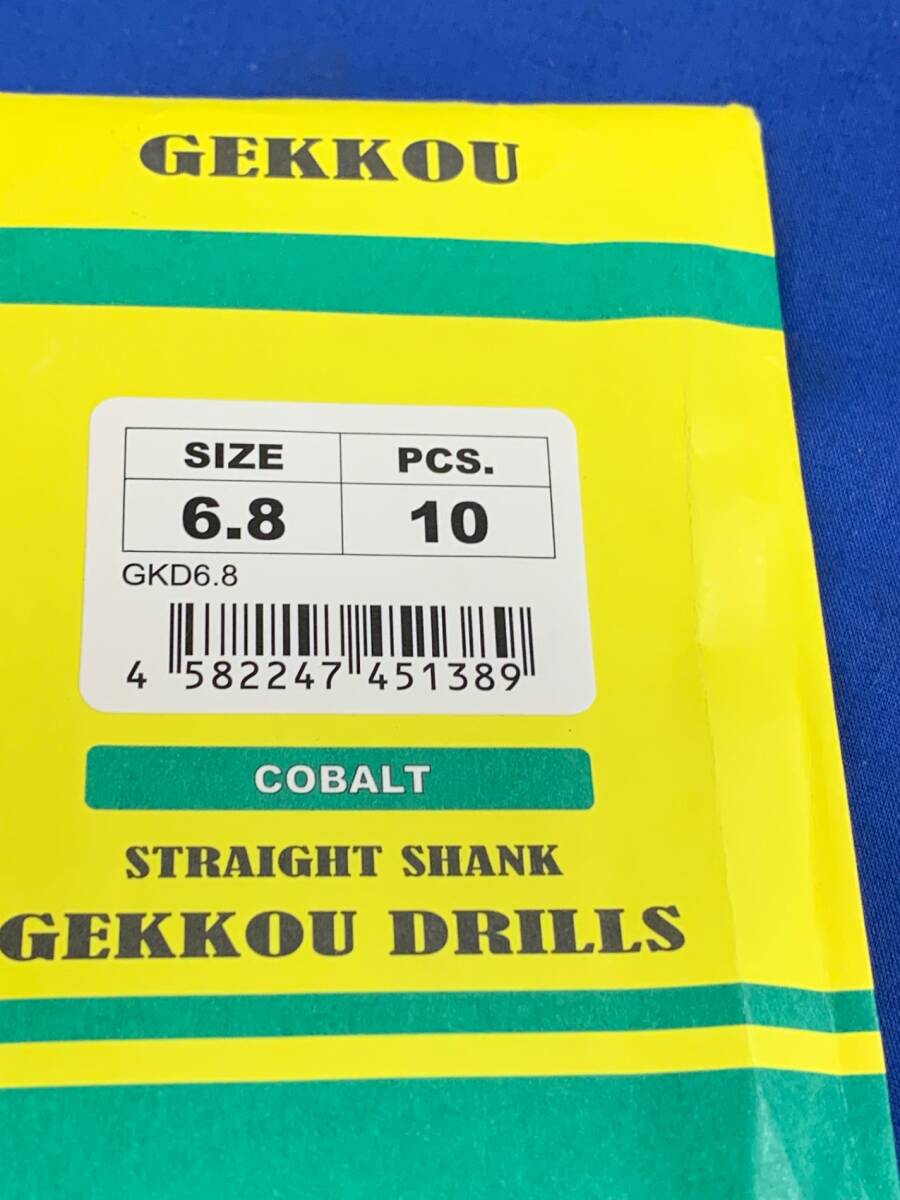 GEKKOU
SIZE PCS.
6.8 10
GKD6.8
4 582247 451389
COBALT
STRAIGHT SHANK
GEKKOU DRILLS